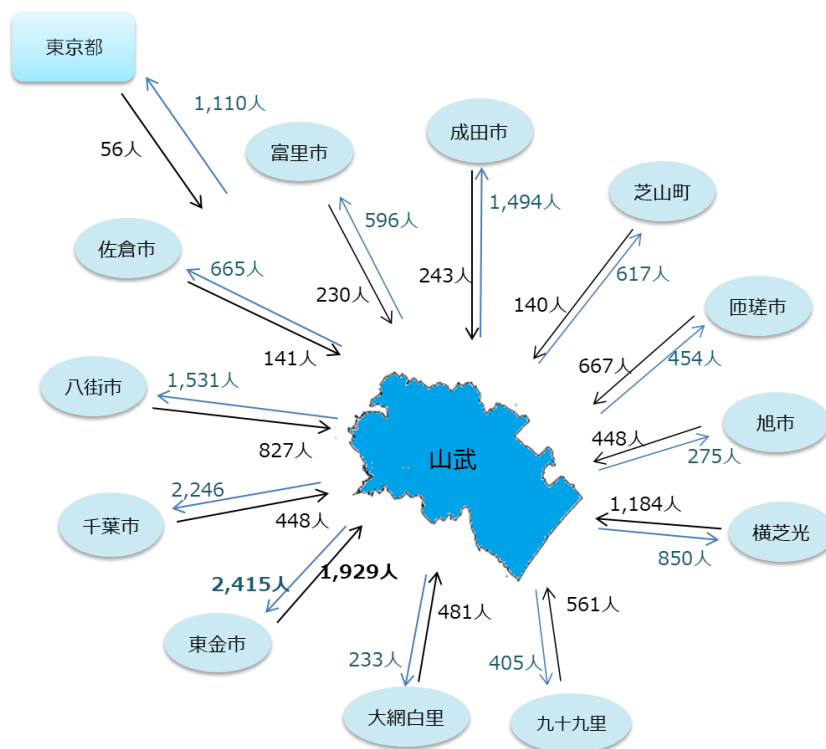 東京都
1,110人
56人
富里市
596人
230人
成田市
1,494人
243人
芝山町
617人
140人
佐倉市
665人
141人
匝瑳市
667人
454人
八街市
1,531人
827人
山武
旭市
448人
275人
千葉市
2,246
448人
横芝光
1,184人
850人
東金市
2,415人
1,929人
大網白里
233人
481人
九十九里
405人
561人